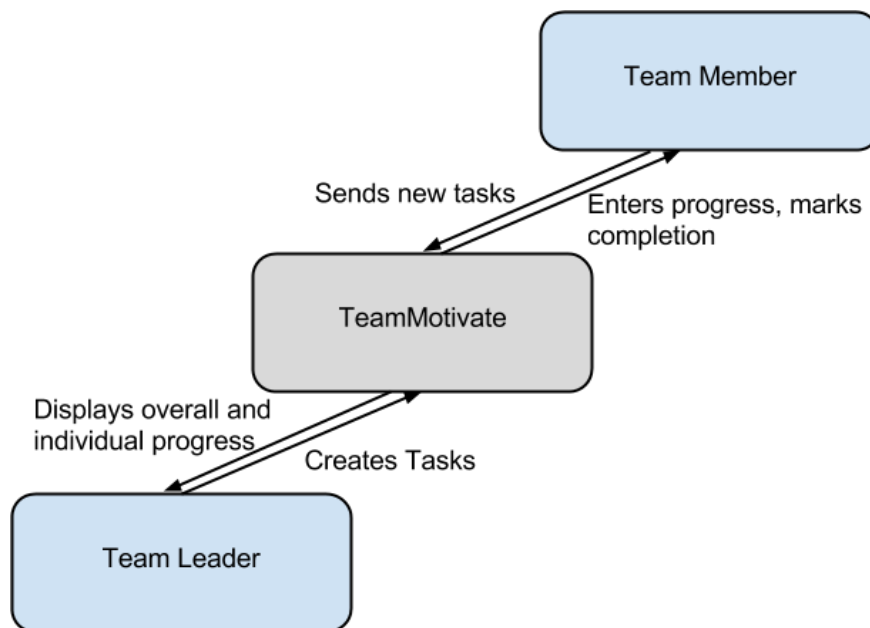 Team Member
Sends new tasks
Enters progress, marks
completion
TeamMotivate
Displays overall and
individual progress
Creates Tasks
Team Leader